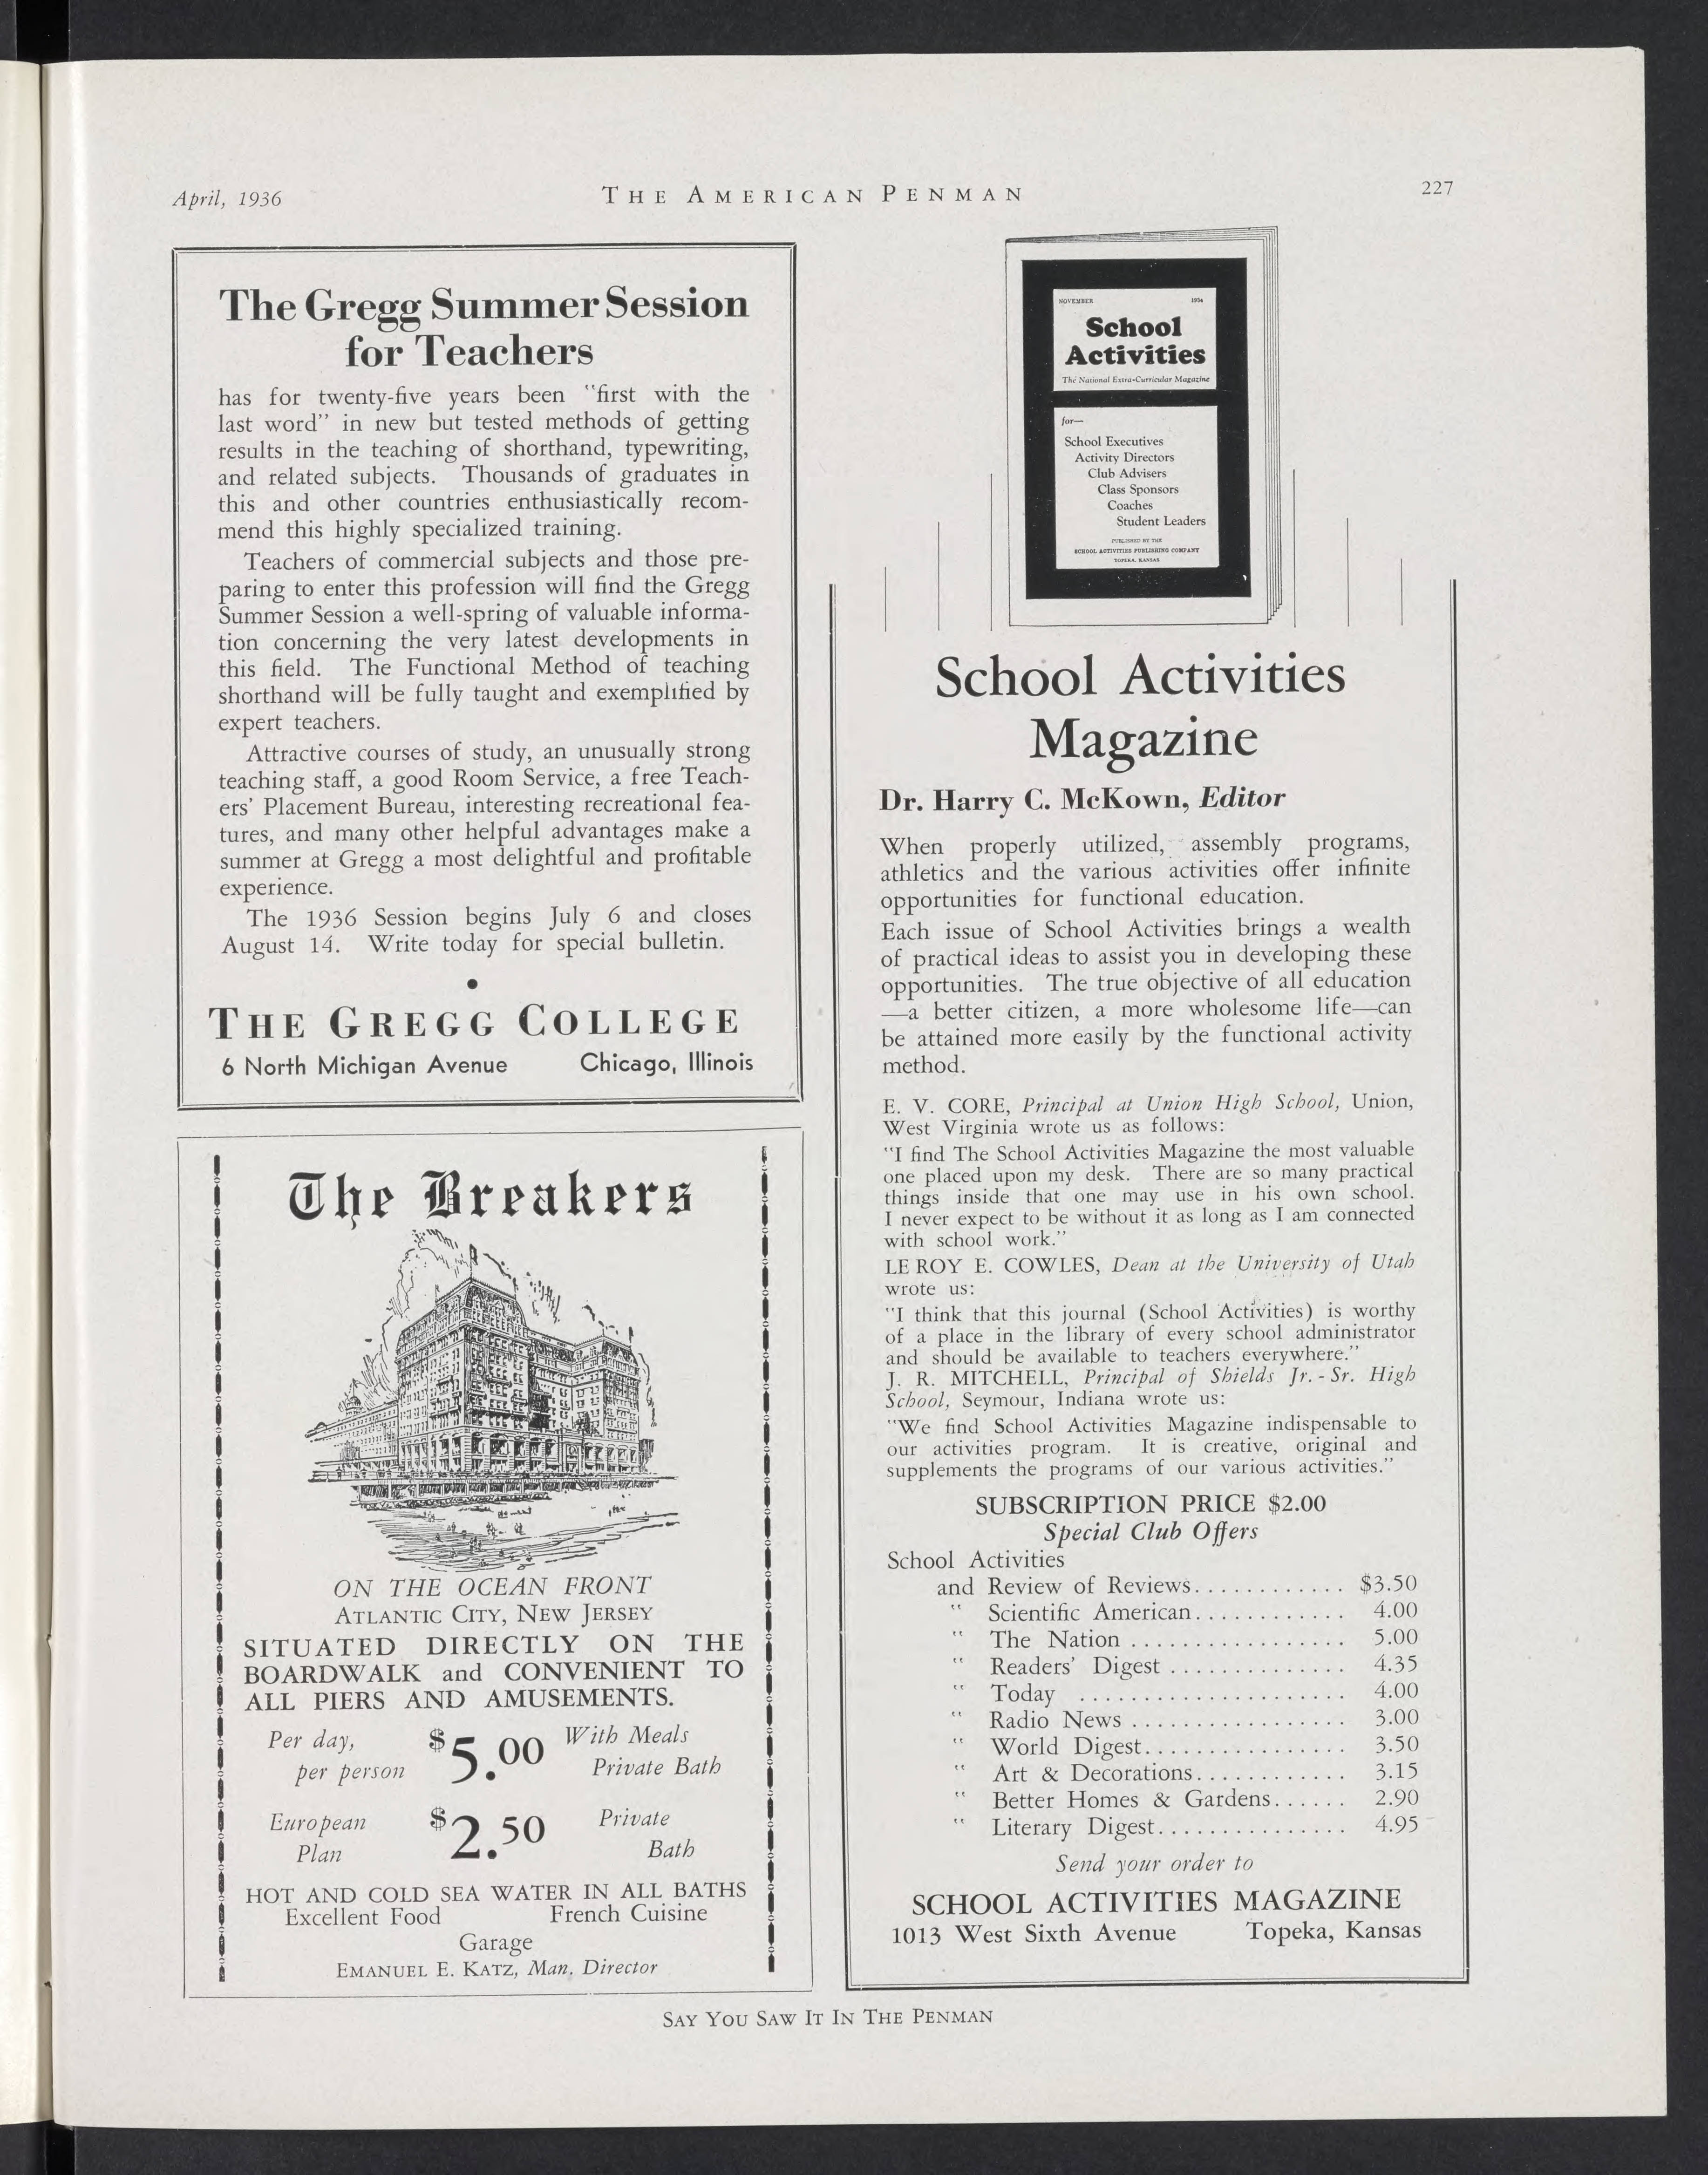 April, 1936
THE AMERICAN PENMAN
227
The Gregg Summer Session
for Teachers
has for twenty-five years been "first with the
last word" in new but tested methods of getting
results in the teaching of shorthand, typewriting,
and related subjects. Thousands of graduates in
this and other countries enthusiastically recom-
mend this highly specialized training.
Teachers of commercial subjects and those pre-
paring to enter this profession will find the Gregg
Summer Session a well-spring of valuable informa-
tion concerning the very latest developments in
this field. The Functional Method of teaching
shorthand will be fully taught and exemplified by
expert teachers.
Attractive courses of study, an unusually strong
teaching staff, a good Room Service, a free Teach-
ers' Placement Bureau, interesting recreational fea-
tures, and many other helpful advantages make a
summer at Gregg a most delightful and profitable
experience.
The 1936 Session begins July 6 and closes
August 14. Write today for special bulletin.
•
THE GREGG COLLEGE
6 North Michigan Avenue Chicago, Illinois
The Breakers
ON THE OCEAN FRONT
ATLANTIC CITY, NEW JERSEY
SITUATED DIRECTLY ON THE
BOARDWALK and CONVENIENT TO
ALL PIERS AND AMUSEMENTS.
Per day, $5.00 With Meals
per person Private Bath
European $2.50 Private
Plan Bath
HOT AND COLD SEA WATER IN ALL BATHS
Excellent Food French Cuisine
Garage
EMANUEL E. KATZ, Man. Director
NOVEMBER 1934
School
Activities
The National Extra-Curricular Magazine
for—
School Executives
Activity Directors
Club Advisers
Class Sponsors
Coaches
Student Leaders
PUBLISHED BY THE
SCHOOL ACTIVITIES PUBLISHING COMPANY
TOPEKA, KANSAS
School Activities
Magazine
Dr. Harry C. McKown, Editor
When properly utilized, assembly programs,
athletics and the various activities offer infinite
opportunities for functional education.
Each issue of School Activities brings a wealth
of practical ideas to assist you in developing these
opportunities. The true objective of all education
—a better citizen, a more wholesome life—can
be attained more easily by the functional activity
method.
E. V. CORE, Principal at Union High School, Union,
West Virginia wrote us as follows:
"I find The School Activities Magazine the most valuable
one placed upon my desk. There are so many practical
things inside that one may use in his own school.
I never expect to be without it as long as I am connected
with school work."
LE ROY E. COWLES, Dean at the University of Utah
wrote us:
"I think that this journal (School Activities) is worthy
of a place in the library of every school administrator
and should be available to teachers everywhere."
J. R. MITCHELL, Principal of Shields Jr. - Sr. High
School, Seymour, Indiana wrote us:
"We find School Activities Magazine indispensable to
our activities program. It is creative, original and
supplements the programs of our various activities."
SUBSCRIPTION PRICE $2.00
Special Club Offers
School Activities
and Review of Reviews............ $3.50
" Scientific American............ 4.00
" The Nation ................. 5.00
" Readers' Digest .............. 4.35
" Today ..................... 4.00
" Radio News ................. 3.00
" World Digest................ 3.50
" Art & Decorations............ 3.15
" Better Homes & Gardens...... 2.90
" Literary Digest............... 4.95
Send your order to
SCHOOL ACTIVITIES MAGAZINE
1013 West Sixth Avenue Topeka, Kansas
SAY YOU SAW IT IN THE PENMAN